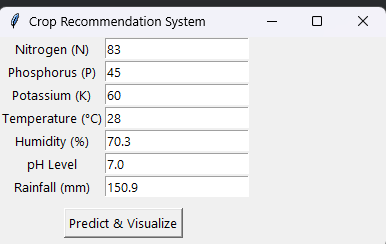 Crop Recommendation System
Nitrogen (N) 83
Phosphorus (P) 45
Potassium (K) 60
Temperature (°C) 28
Humidity (%) 70.3
pH Level 7.0
Rainfall (mm) 150.9
Predict & Visualize